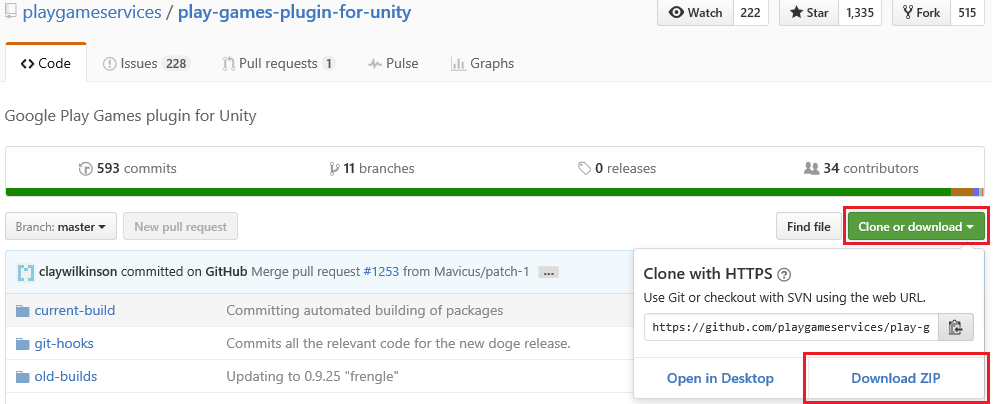 playgameservices / play-games-plugin-for-unity
Watch 222 Star 1,335 Fork 515
Code Issues 228 Pull requests 1 Pulse Graphs
Google Play Games plugin for Unity
593 commits 11 branches 0 releases 34 contributors
Branch: master New pull request Find file Clone or download
claywilkinson committed on GitHub Merge pull request #1253 from Mavicus/patch-1 ...
current-build Committing automated building of packages
git-hooks Commits all the relevant code for the new doge release.
old-builds Updating to 0.9.25 "frengle"
Clone with HTTPS ?
Use Git or checkout with SVN using the web URL.
https://github.com/playgameservices/play-g
Open in Desktop Download ZIP